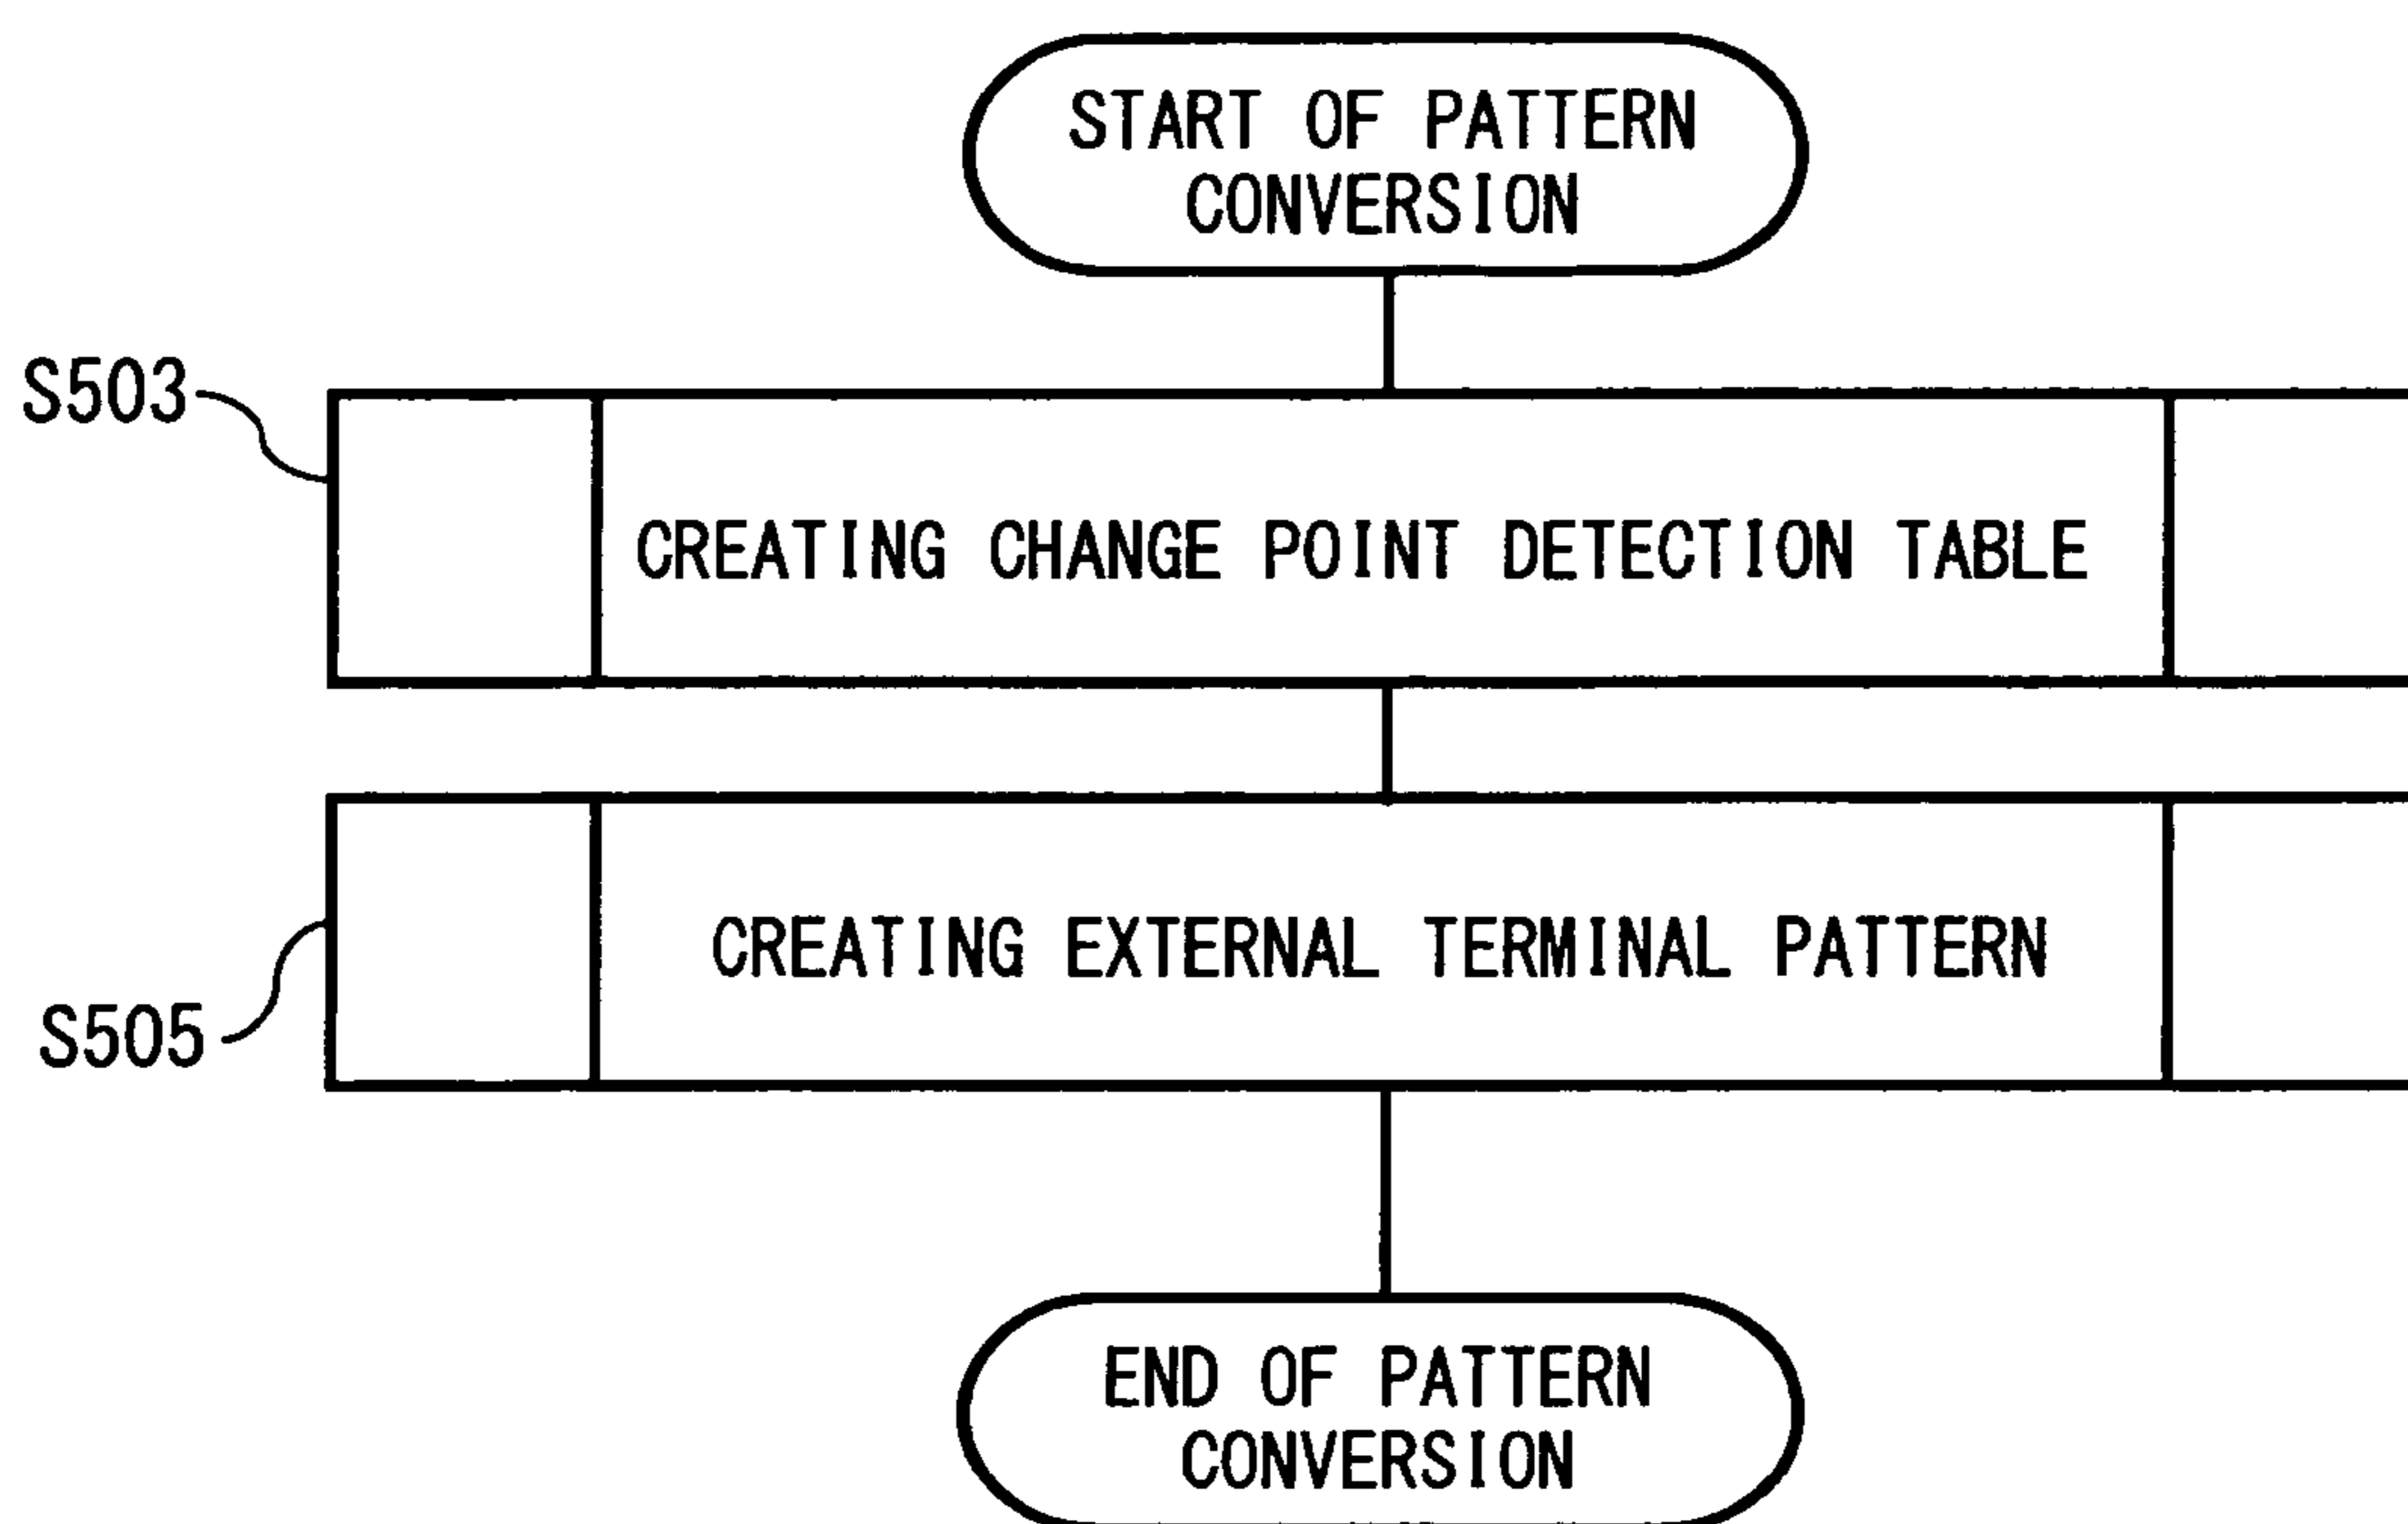 START OF PATTERN
CONVERSION
S503
CREATING CHANGE POINT DETECTION TABLE
CREATING EXTERNAL TERMINAL PATTERN
S505
END OF PATTERN
CONVERSION